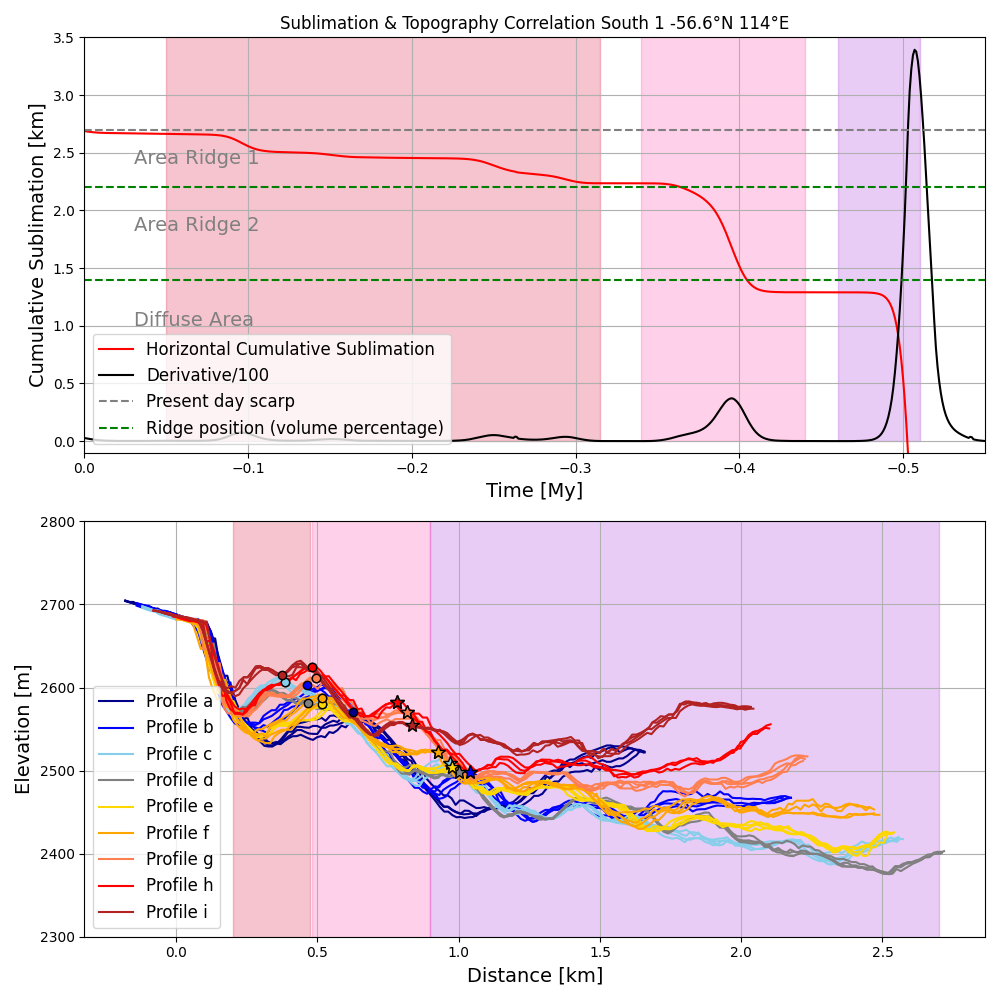 Sublimation & Topography Correlation South 1 -56.6°N 114°E
Cumulative Sublimation [km]
3.5
3.0
2.5
2.0
1.5
1.0
0.5
0.0
Area Ridge 1
Area Ridge 2
Diffuse Area
Horizontal Cumulative Sublimation
Derivative/100
Present day scarp
Ridge position (volume percentage)
0.0 −0.1 −0.2 −0.3 −0.4 −0.5
Time [My]
Elevation [m]
2800
2700
2600
2500
2400
2300
Profile a
Profile b
Profile c
Profile d
Profile e
Profile f
Profile g
Profile h
Profile i
0.0 0.5 1.0 1.5 2.0 2.5
Distance [km]